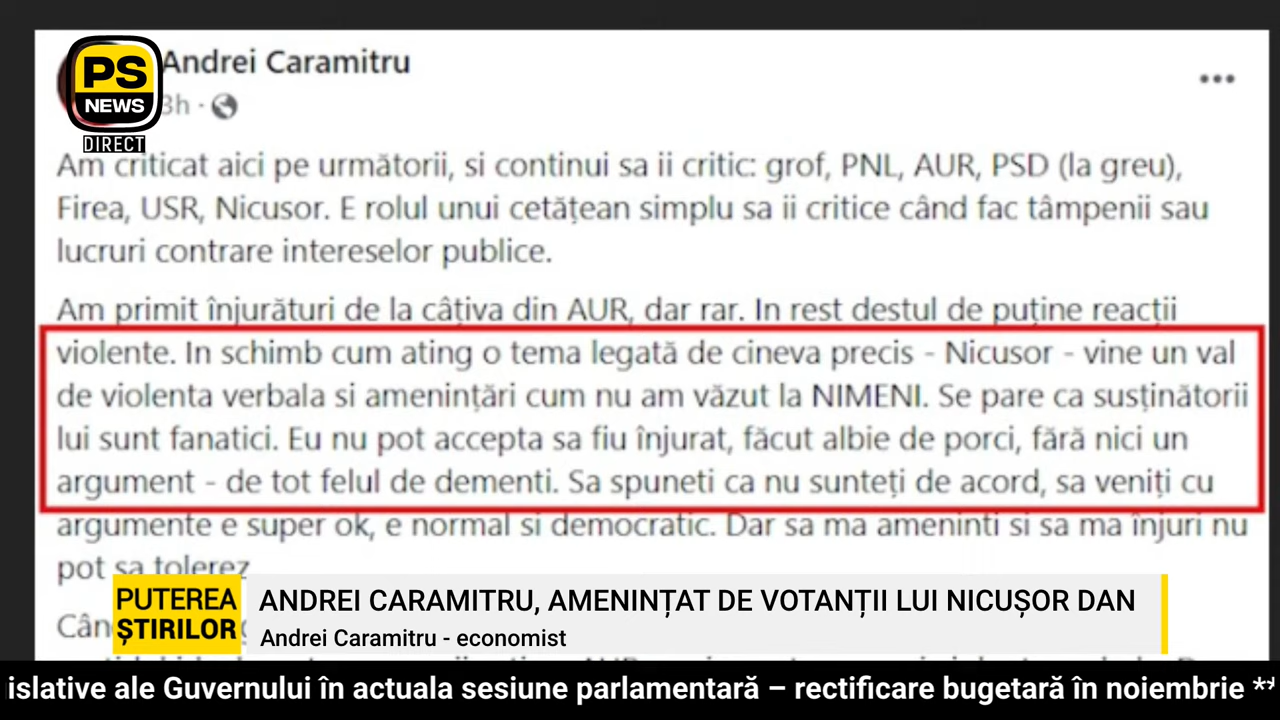 PS
NEWS
DIRECT
Andrei Caramitru
3h
Am criticat aici pe următorii, si continui sa ii critic: grof, PNL, AUR, PSD (la greu),
Firea, USR, Nicusor. E rolul unui cetățean simplu sa ii critice când fac tâmpenii sau
lucruri contrare intereselor publice.
Am primit înjurături de la câțiva din AUR, dar rar. In rest destul de puține reacții
violente. In schimb cum ating o tema legată de cineva precis - Nicusor - vine un val
de violenta verbala si amenințări cum nu am văzut la NIMENI. Se pare ca susținătorii
lui sunt fanatici. Eu nu pot accepta sa fiu înjurat, făcut albie de porci, fără nici un
argument - de tot felul de dementi. Sa spuneti ca nu sunteți de acord, sa veniți cu
argumente e super ok, e normal si democratic. Dar sa ma ameninti si sa ma înjuri nu
pot sa tolerez
Cân
PUTEREA
ȘTIRILOR
ANDREI CARAMITRU, AMENINȚAT DE VOTANȚII LUI NICUȘOR DAN
Andrei Caramitru - economist
islative ale Guvernului în actuala sesiune parlamentară – rectificare bugetară în noiembrie **